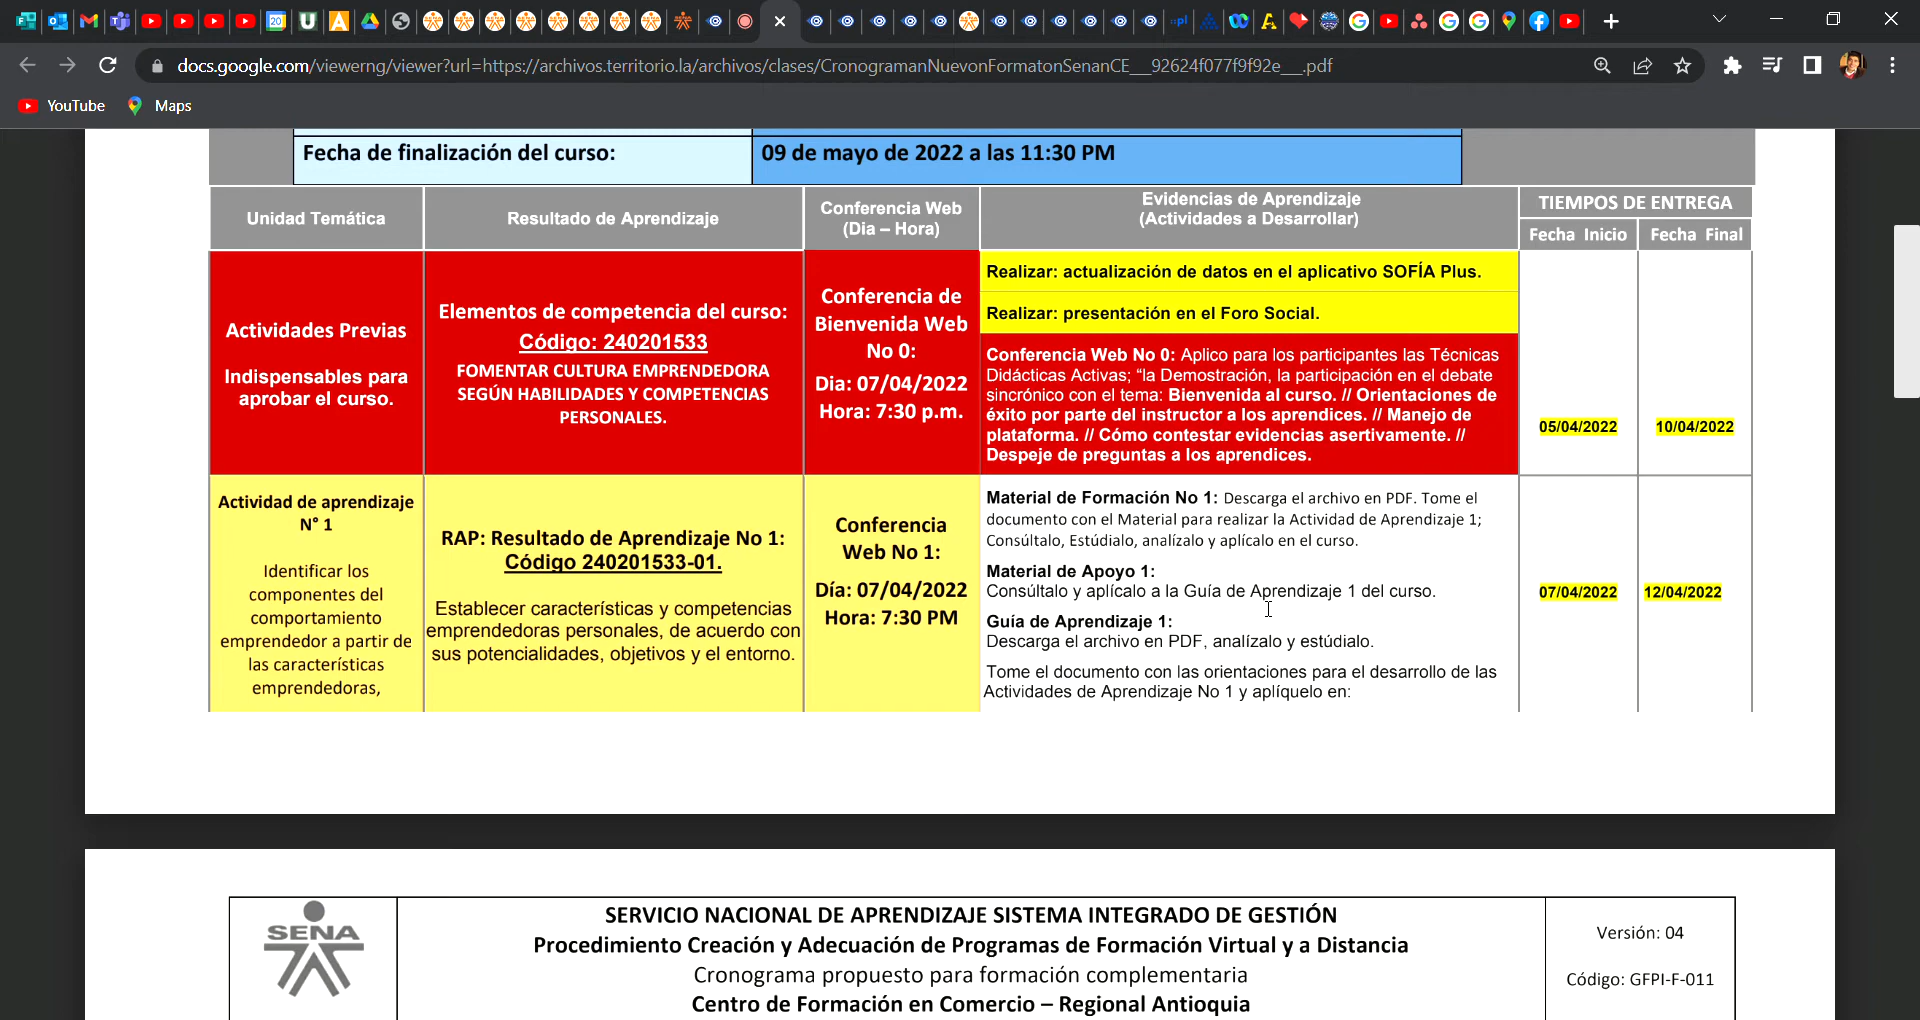 docs.google.com/viewerng/viewer?url=https://archivos.territorio.la/archivos/clases/CronogramanNuevonFormatonSenanCE__92624f077f9f92e__.pdf
YouTube
Maps
Fecha de finalización del curso:
09 de mayo de 2022 a las 11:30 PM
Unidad Temática
Resultado de Aprendizaje
Conferencia Web
(Dia – Hora)
Evidencias de Aprendizaje
(Actividades a Desarrollar)
TIEMPOS DE ENTREGA
Fecha Inicio
Fecha Final
Actividades Previas
Indispensables para
aprobar el curso.
Elementos de competencia del curso:
Código: 240201533
FOMENTAR CULTURA EMPRENDEDORA
SEGÚN HABILIDADES Y COMPETENCIAS
PERSONALES.
Conferencia de
Bienvenida Web
No 0:
Dia: 07/04/2022
Hora: 7:30 p.m.
Realizar: actualización de datos en el aplicativo SOFÍA Plus.
Realizar: presentación en el Foro Social.
Conferencia Web No 0: Aplico para los participantes las Técnicas
Didácticas Activas; “la Demostración, la participación en el debate
sincrónico con el tema: Bienvenida al curso. // Orientaciones de
éxito por parte del instructor a los aprendices. // Manejo de
plataforma. // Cómo contestar evidencias asertivamente. //
Despeje de preguntas a los aprendices.
05/04/2022
10/04/2022
Actividad de aprendizaje
N° 1
Identificar los
componentes del
comportamiento
emprendedor a partir de
las características
emprendedoras,
RAP: Resultado de Aprendizaje No 1:
Código 240201533-01.
Establecer características y competencias
emprendedoras personales, de acuerdo con
sus potencialidades, objetivos y el entorno.
Conferencia
Web No 1:
Día: 07/04/2022
Hora: 7:30 PM
Material de Formación No 1: Descarga el archivo en PDF. Tome el
documento con el Material para realizar la Actividad de Aprendizaje 1;
Consúltalo, Estúdialo, analízalo y aplícalo en el curso.
Material de Apoyo 1:
Consúltalo y aplícalo a la Guía de Aprendizaje 1 del curso.
Guía de Aprendizaje 1:
Descarga el archivo en PDF, analízalo y estúdialo.
Tome el documento con las orientaciones para el desarrollo de las
Actividades de Aprendizaje No 1 y aplíquelo en:
07/04/2022
12/04/2022
SENA
SERVICIO NACIONAL DE APRENDIZAJE SISTEMA INTEGRADO DE GESTIÓN
Procedimiento Creación y Adecuación de Programas de Formación Virtual y a Distancia
Cronograma propuesto para formación complementaria
Centro de Formación en Comercio – Regional Antioquia
Versión: 04
Código: GFPI-F-011